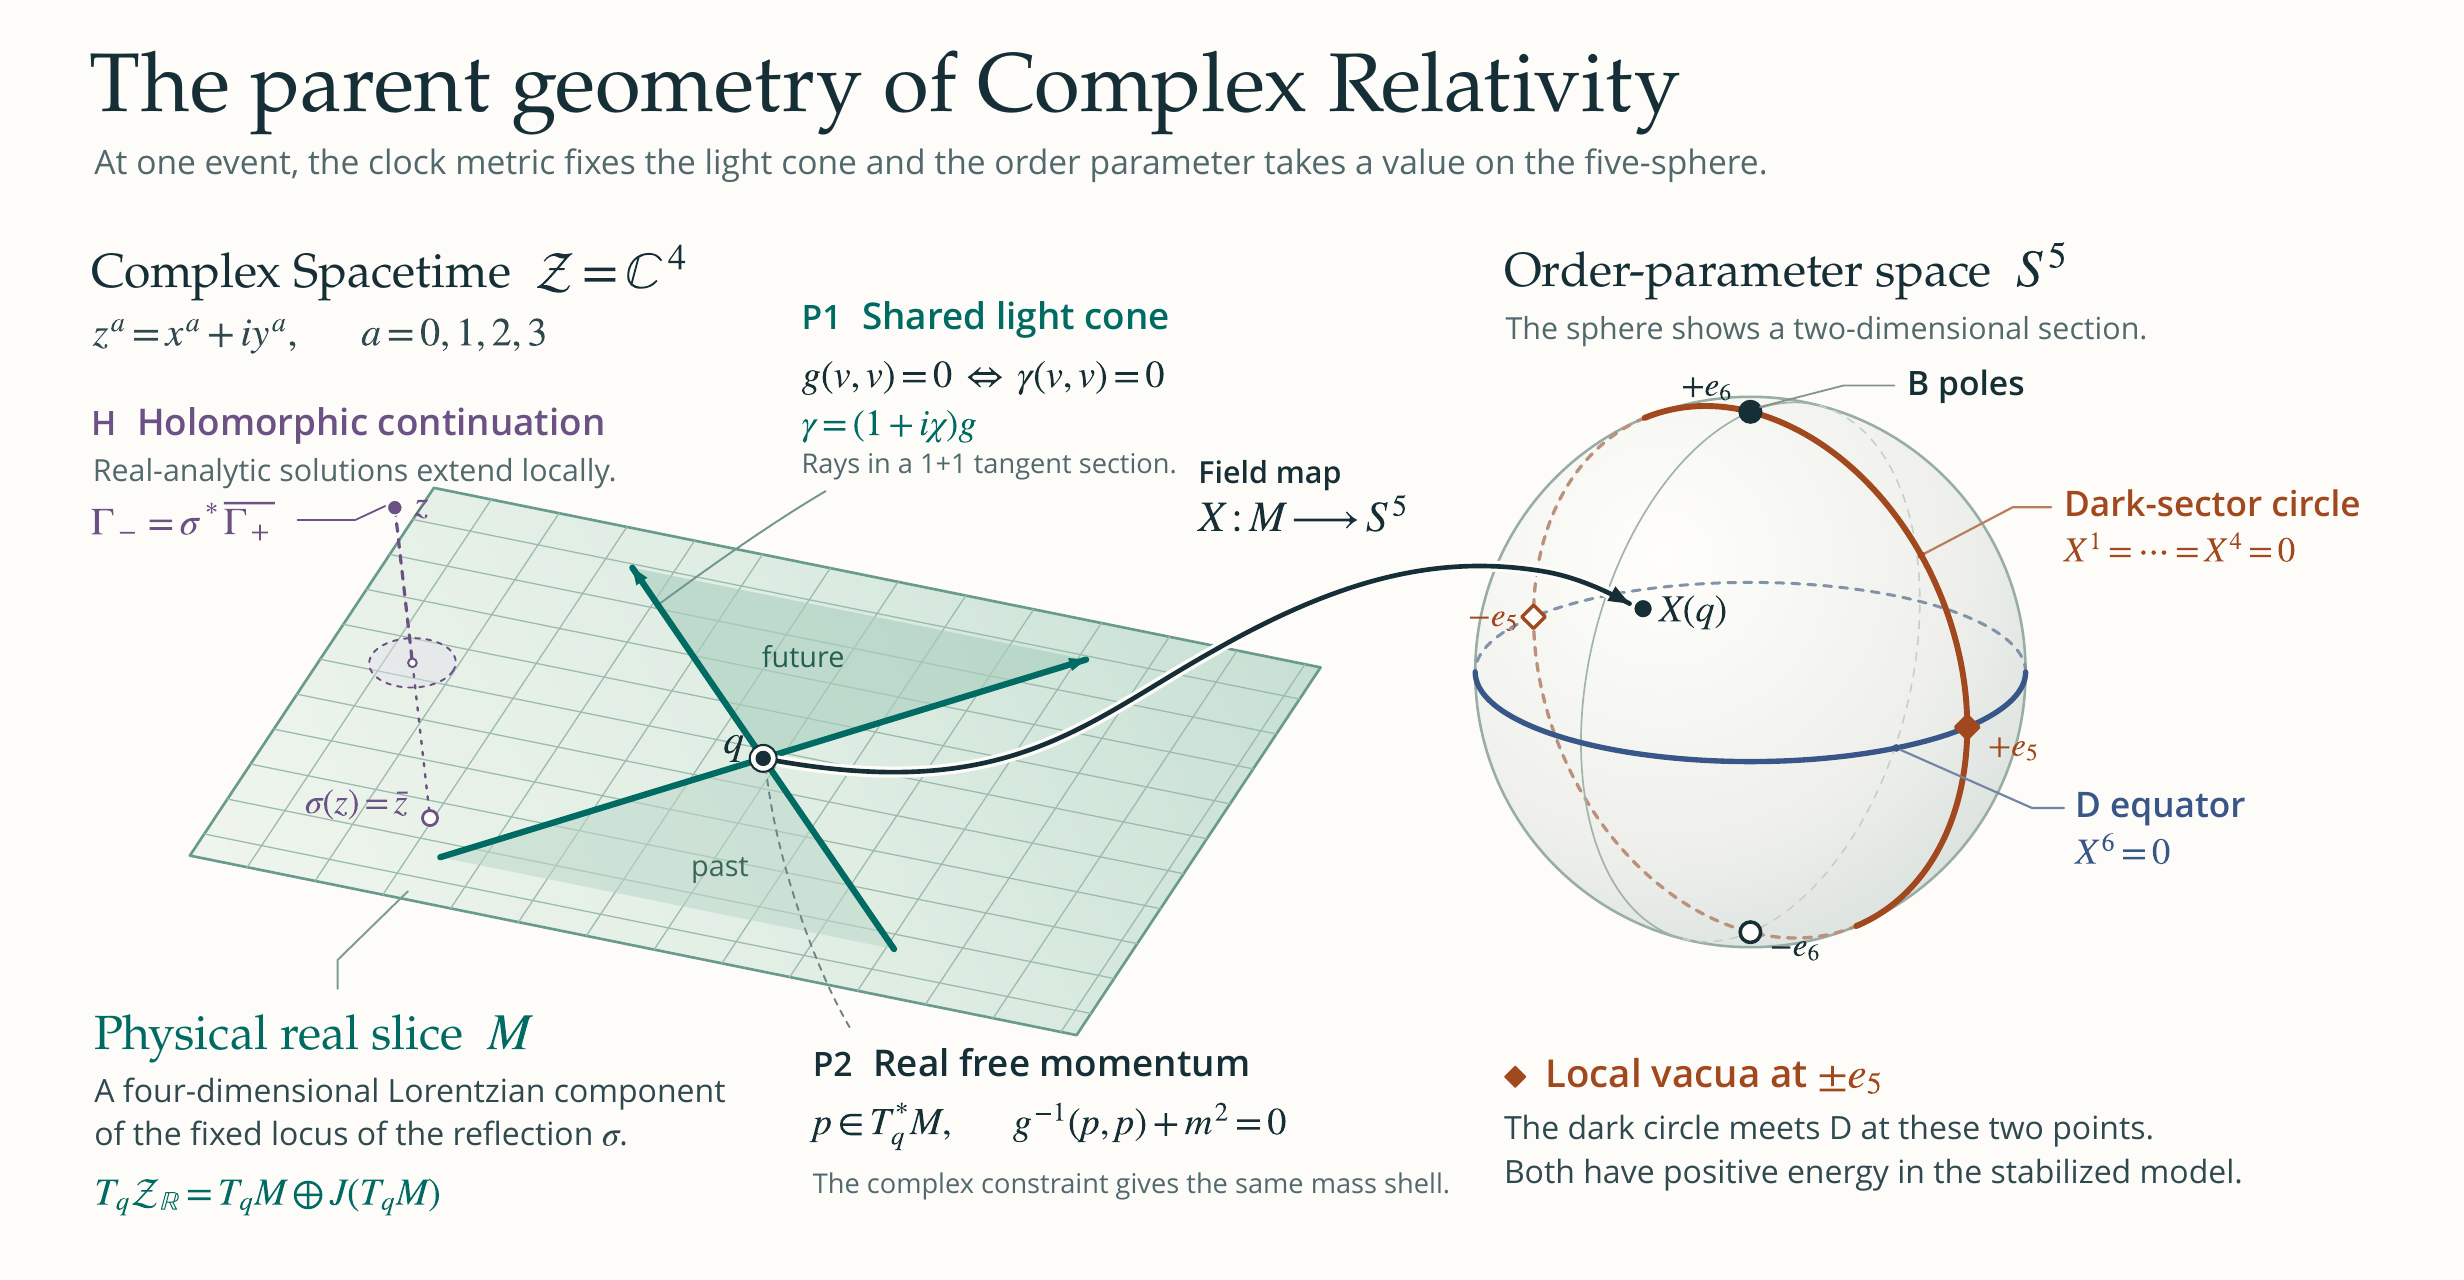 The parent geometry of Complex Relativity
At one event, the clock metric fixes the light cone and the order parameter takes a value on the five-sphere.
Complex Spacetime 𝒵 = ℂ⁴
zᵃ = xᵃ + iyᵃ, a = 0, 1, 2, 3
H Holomorphic continuation
Real-analytic solutions extend locally.
Γ₋ = σ* Γ̅₊
z
σ(z) = z̄
P1 Shared light cone
g(v, v) = 0 ⇔ γ(v, v) = 0
γ = (1 + iχ)g
Rays in a 1+1 tangent section.
future
q
past
Field map
X : M ⟶ S⁵
Order-parameter space S⁵
The sphere shows a two-dimensional section.
+e₆
B poles
Dark-sector circle
X¹ = ⋯ = X⁴ = 0
−e₅
X(q)
+e₅
D equator
X⁶ = 0
−e₆
Physical real slice M
A four-dimensional Lorentzian component
of the fixed locus of the reflection σ.
T_q𝒵_ℝ = T_qM ⊕ J(T_qM)
P2 Real free momentum
p ∈ T*_qM, g⁻¹(p, p) + m² = 0
The complex constraint gives the same mass shell.
◆ Local vacua at ±e₅
The dark circle meets D at these two points.
Both have positive energy in the stabilized model.